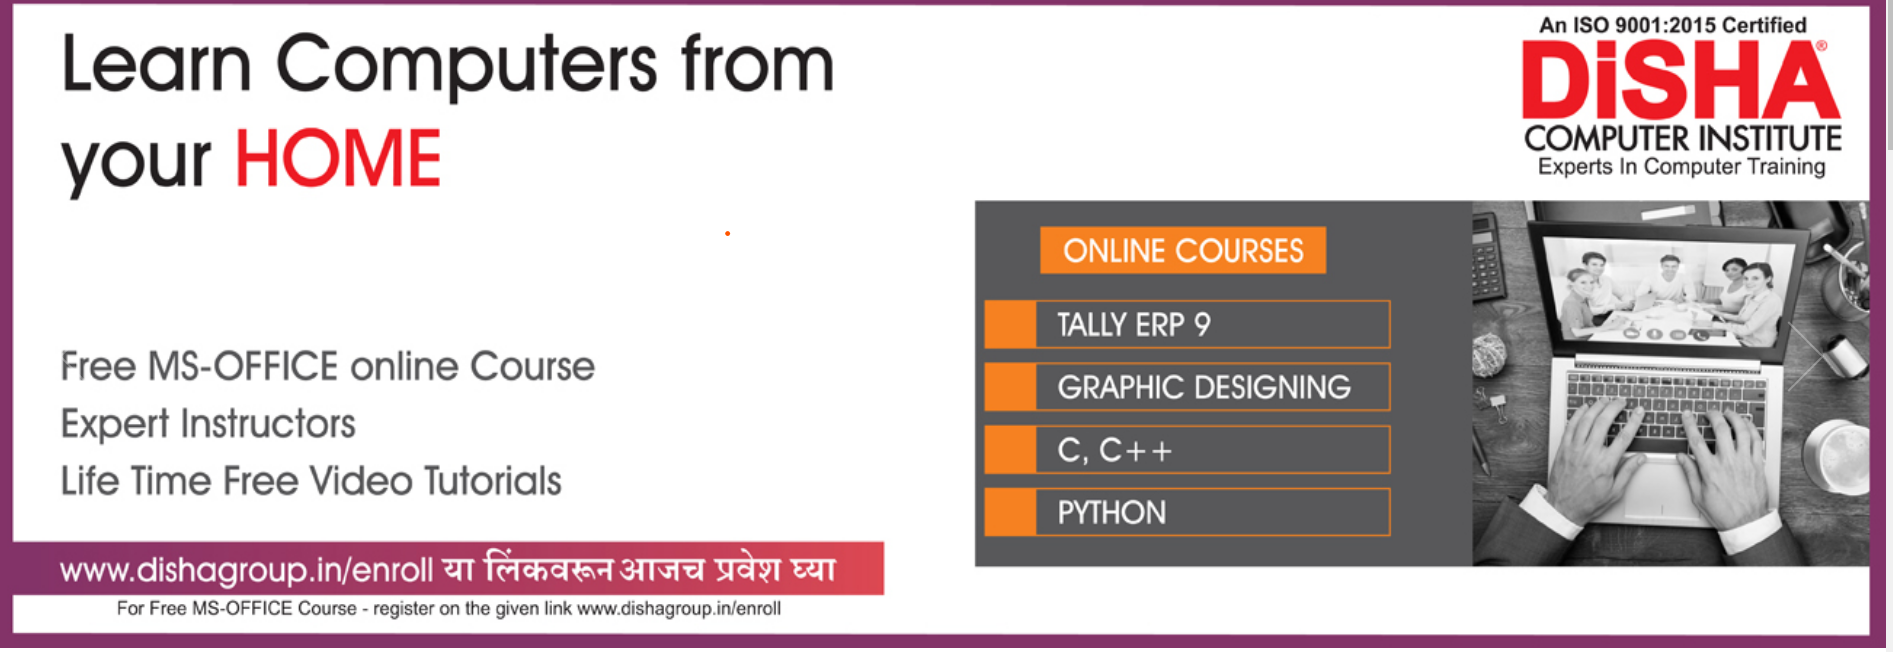 Learn Computers from
your HOME
Free MS-OFFICE online Course
Expert Instructors
Life Time Free Video Tutorials
www.dishagroup.in/enroll या लिंकवरून आजच प्रवेश घ्या
For Free MS-OFFICE Course - register on the given link www.dishagroup.in/enroll
An ISO 9001:2015 Certified
DiSHA®
COMPUTER INSTITUTE
Experts In Computer Training
ONLINE COURSES
TALLY ERP 9
GRAPHIC DESIGNING
C, C++
PYTHON